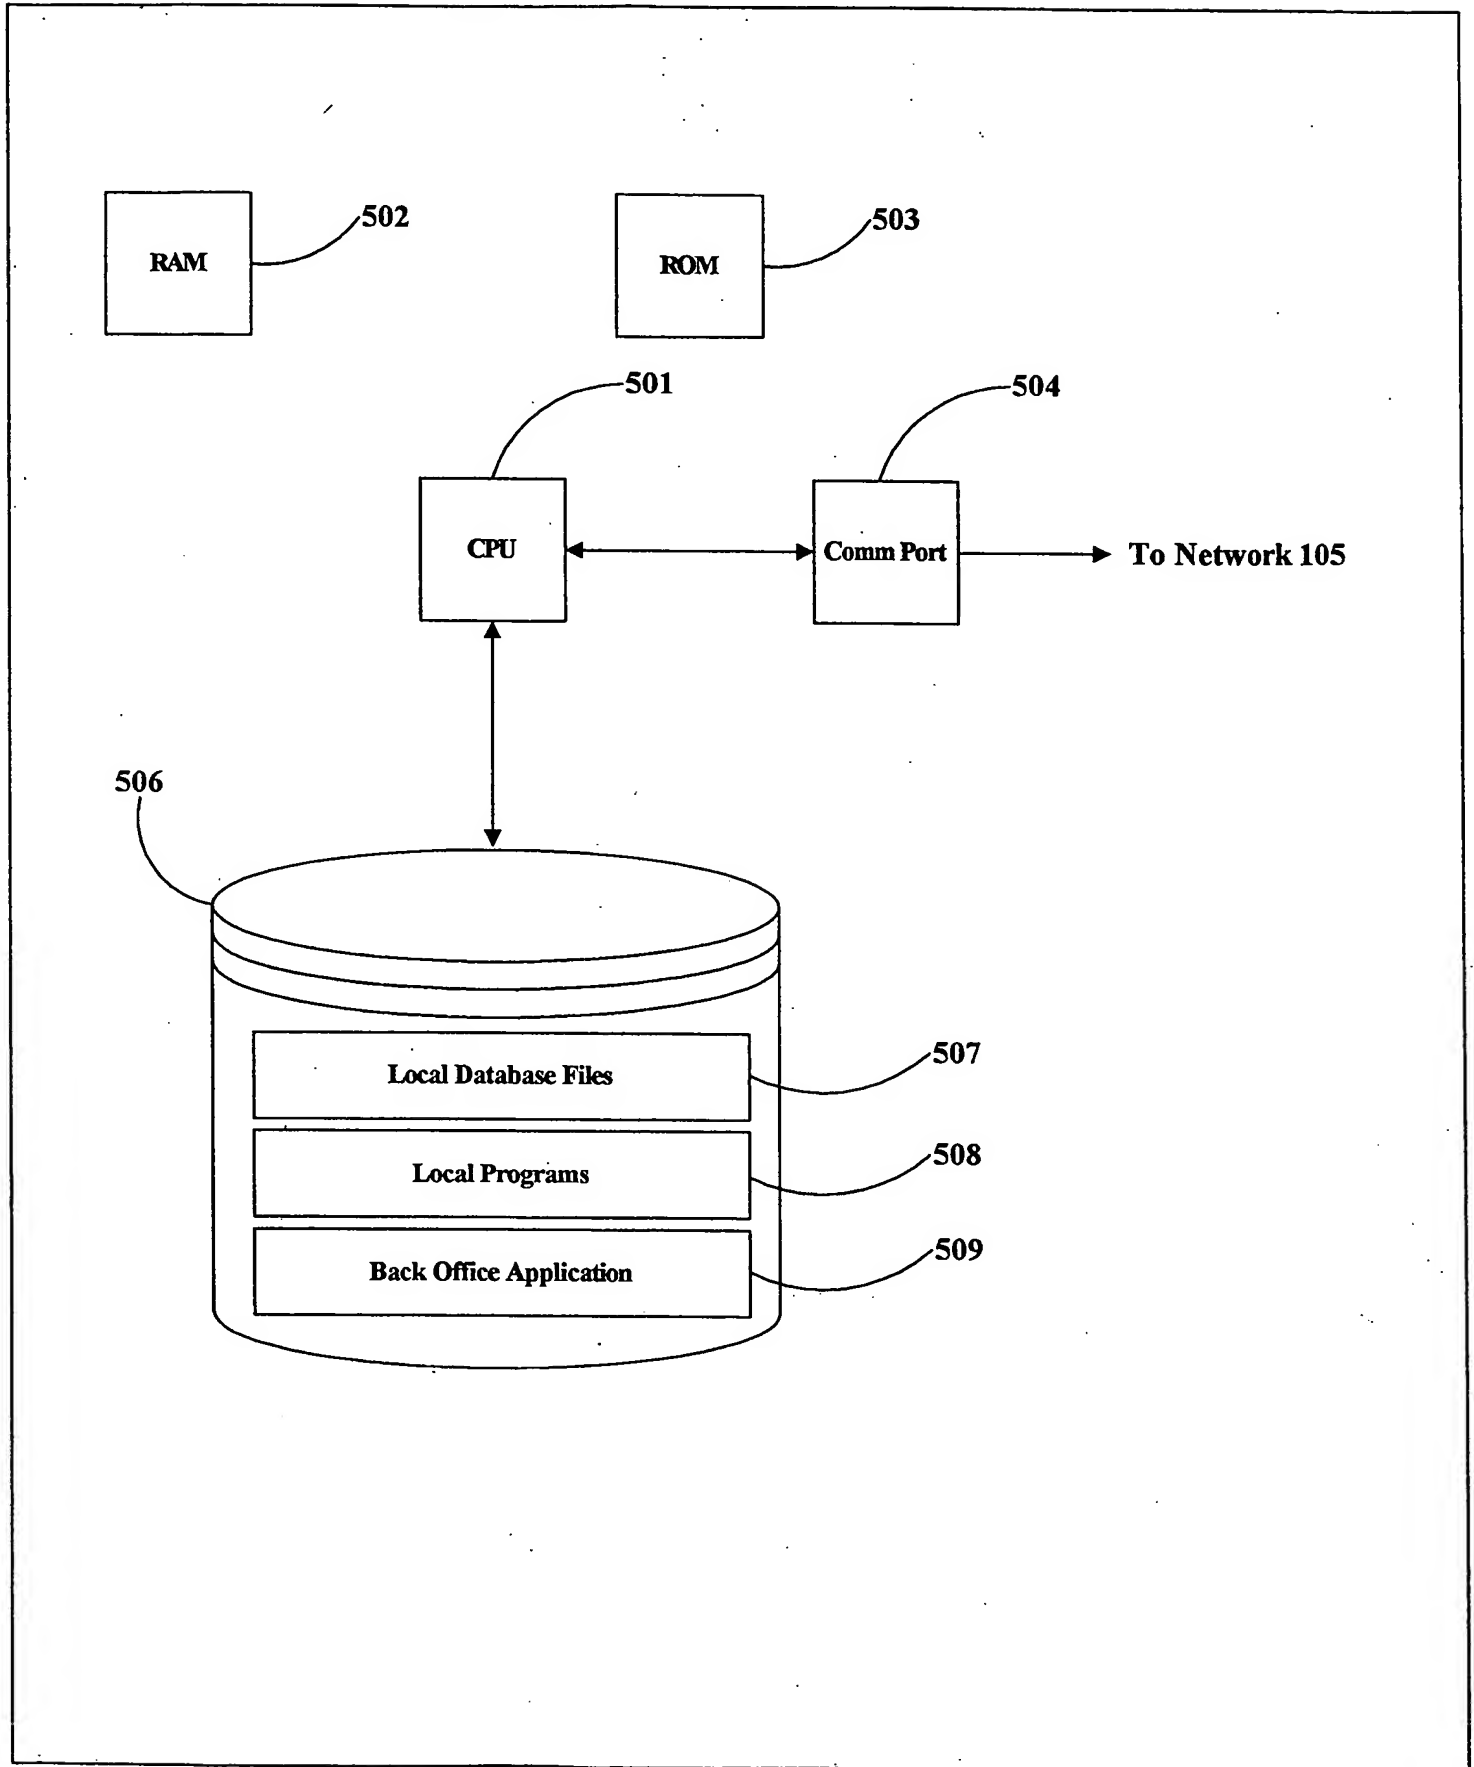 502
RAM
503
ROM
501
504
CPU
Comm Port
To Network 105
506
507
Local Database Files
508
Local Programs
509
Back Office Application